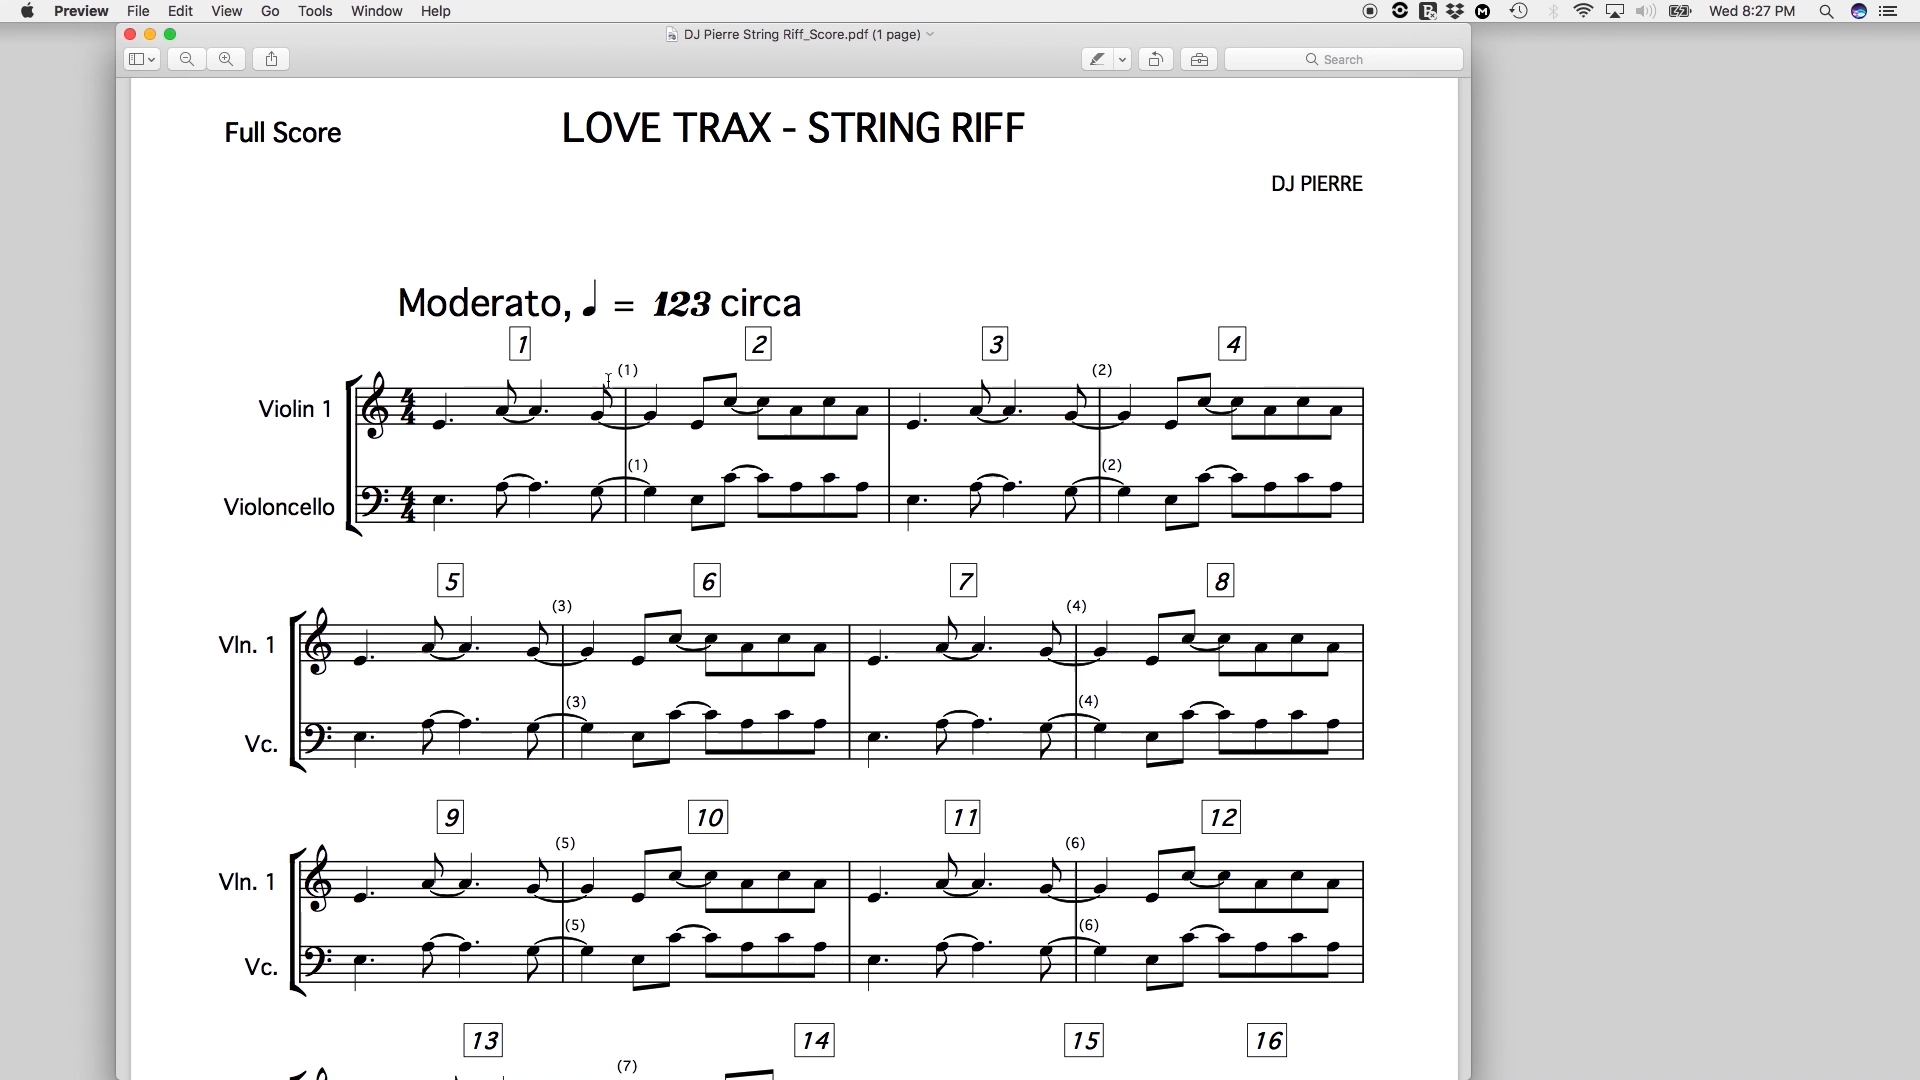 Preview File Edit View Go Tools Window Help Wed 8:27 PM
DJ Pierre String Riff_Score.pdf (1 page)
Search
Full Score
LOVE TRAX - STRING RIFF
DJ PIERRE
Moderato, ♩ = 123 circa
1 2 3 4
(1) (2)
Violin 1
(1) (2)
Violoncello
5 6 7 8
(3) (4)
Vln. 1
(3) (4)
Vc.
9 10 11 12
(5) (6)
Vln. 1
(5) (6)
Vc.
13 14 15 16
(7)